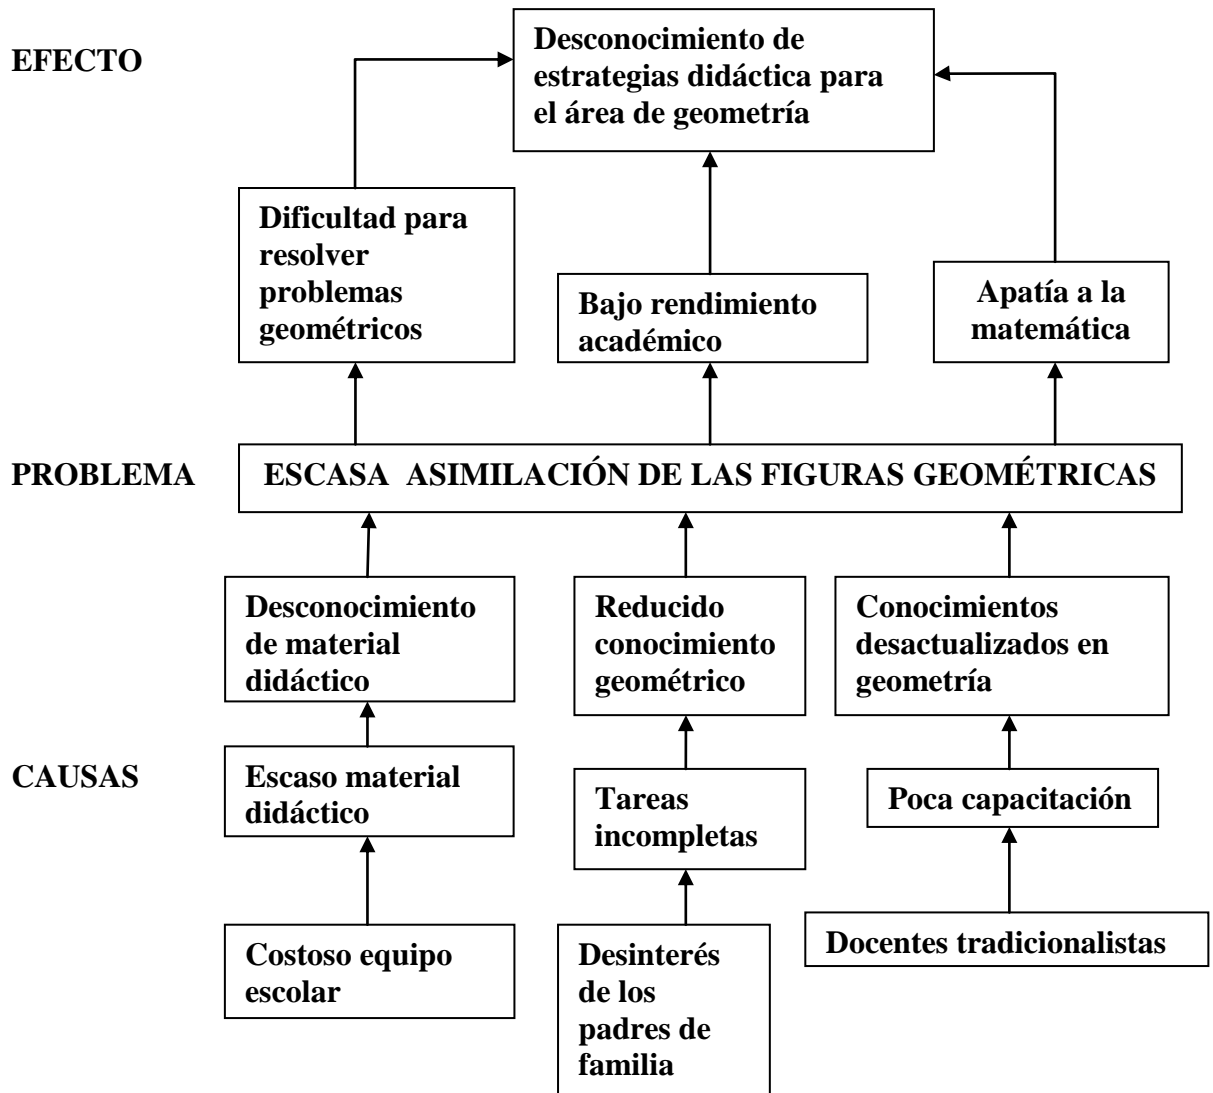 EFECTO
Desconocimiento de
estrategias didáctica para
el área de geometría
Dificultad para
resolver
problemas
geométricos
Bajo rendimiento
académico
Apatía a la
matemática
PROBLEMA
ESCASA  ASIMILACIÓN DE LAS FIGURAS GEOMÉTRICAS
Desconocimiento
de material
didáctico
Reducido
conocimiento
geométrico
Conocimientos
desactualizados en
geometría
CAUSAS
Escaso material
didáctico
Tareas
incompletas
Poca capacitación
Costoso equipo
escolar
Desinterés
de los
padres de
familia
Docentes tradicionalistas